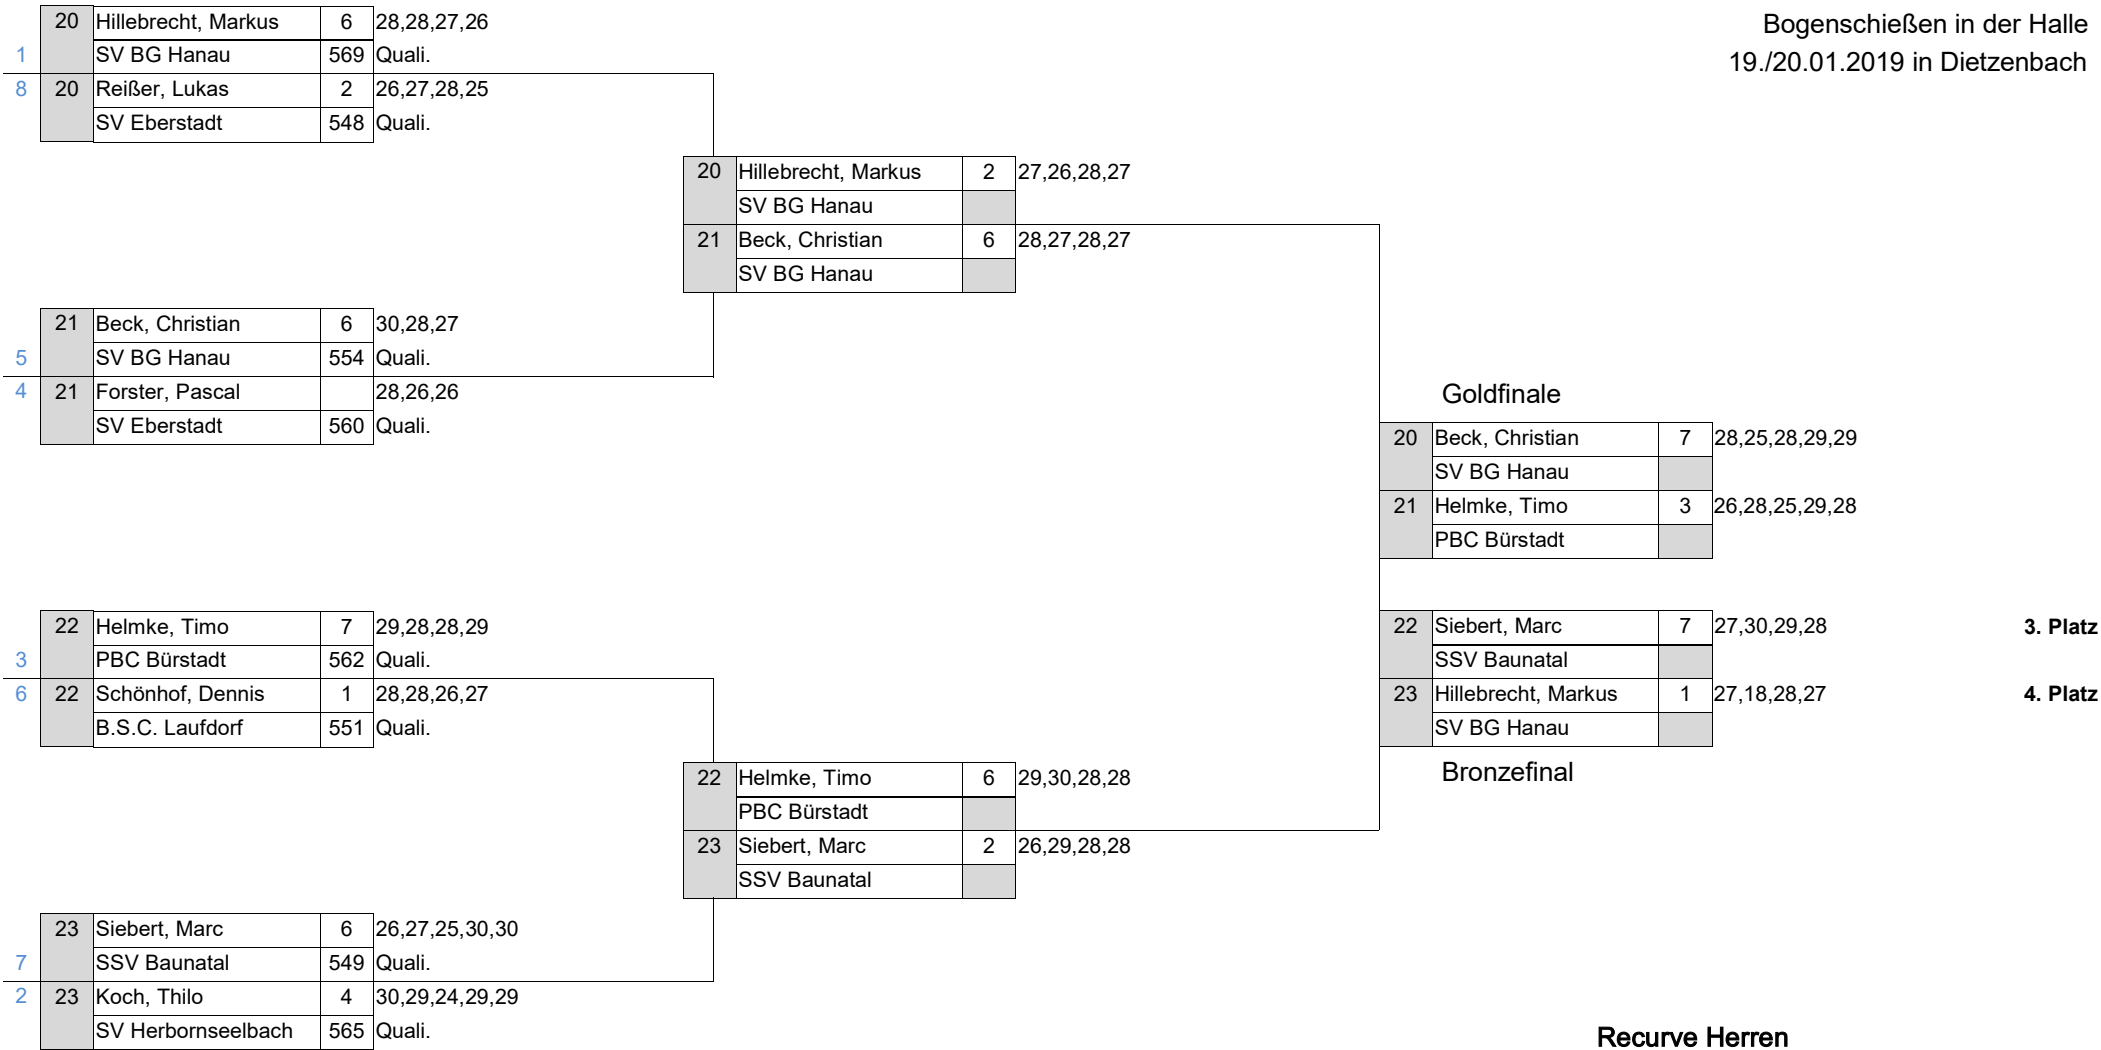 Bogenschießen in der Halle
19./20.01.2019 in Dietzenbach
20 Hillebrecht, Markus 6 28,28,27,26
1 SV BG Hanau 569 Quali.
8 20 Reißer, Lukas 2 26,27,28,25
SV Eberstadt 548 Quali.
20 Hillebrecht, Markus 2 27,26,28,27
SV BG Hanau
21 Beck, Christian 6 28,27,28,27
SV BG Hanau
21 Beck, Christian 6 30,28,27
5 SV BG Hanau 554 Quali.
4 21 Forster, Pascal 28,26,26
SV Eberstadt 560 Quali.
Goldfinale
20 Beck, Christian 7 28,25,28,29,29
SV BG Hanau
21 Helmke, Timo 3 26,28,25,29,28
PBC Bürstadt
22 Helmke, Timo 7 29,28,28,29
3 PBC Bürstadt 562 Quali.
6 22 Schönhof, Dennis 1 28,28,26,27
B.S.C. Laufdorf 551 Quali.
22 Siebert, Marc 7 27,30,29,28 3. Platz
SSV Baunatal
23 Hillebrecht, Markus 1 27,18,28,27 4. Platz
SV BG Hanau
Bronzefinal
22 Helmke, Timo 6 29,30,28,28
PBC Bürstadt
23 Siebert, Marc 2 26,29,28,28
SSV Baunatal
23 Siebert, Marc 6 26,27,25,30,30
7 SSV Baunatal 549 Quali.
2 23 Koch, Thilo 4 30,29,24,29,29
SV Herbornseelbach 565 Quali.
Recurve Herren